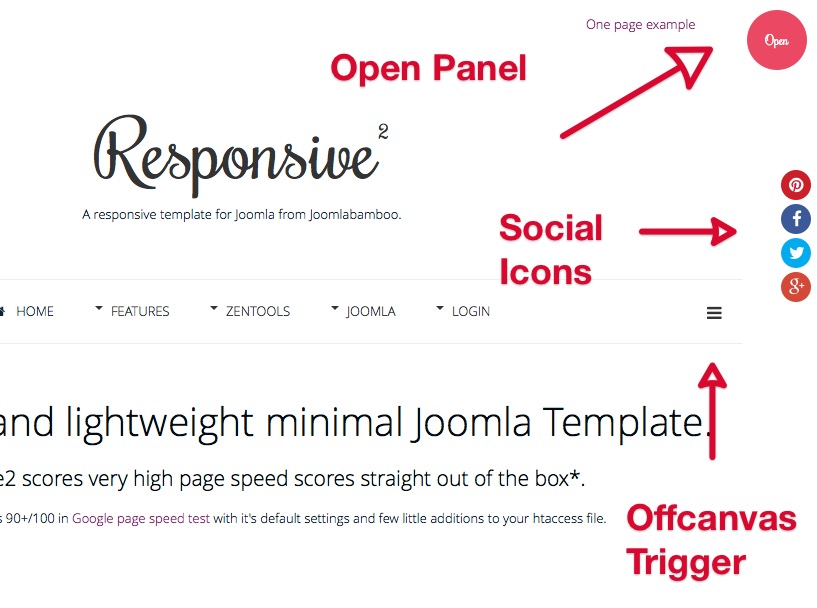 One page example
Open
Open Panel
Responsive2
A responsive template for Joomla from Joomlabamboo.
Social
Icons
HOME FEATURES ZENTOOLS JOOMLA LOGIN
and lightweight minimal Joomla Template.
e2 scores very high page speed scores straight out of the box*.
s 90+/100 in Google page speed test with it's default settings and few little additions to your htaccess file.
Offcanvas
Trigger